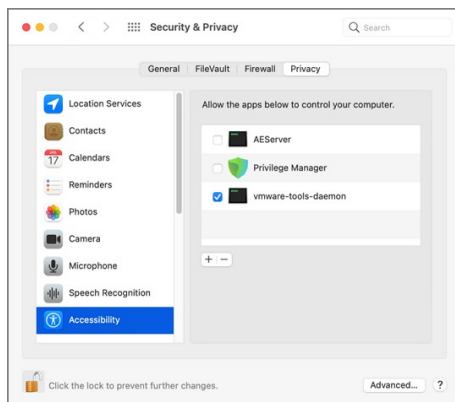 Security & Privacy
Search
General FileVault Firewall Privacy
Location Services
Contacts
17
Calendars
Reminders
Photos
Camera
Microphone
Speech Recognition
Accessibility
Allow the apps below to control your computer.
AEServer
Privilege Manager
vmware-tools-daemon
+ −
Click the lock to prevent further changes.
Advanced...
?